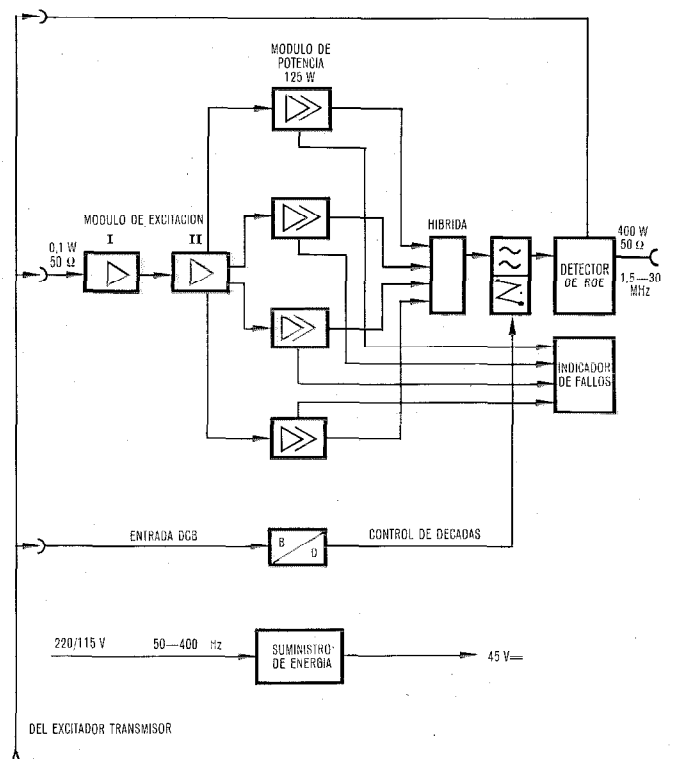 MODULO DE
POTENCIA
125 W
MODULO DE EXCITACION
I II
0,1 W
50 Ω
HIBRIDA
DETECTOR
DE ROE
400 W
50 Ω
1,5—30
MHz
INDICADOR
DE FALLOS
ENTRADA DCB
B
D
CONTROL DE DECADAS
220/115 V 50—400 Hz
SUMINISTRO
DE ENERGIA
45 V
DEL EXCITADOR TRANSMISOR